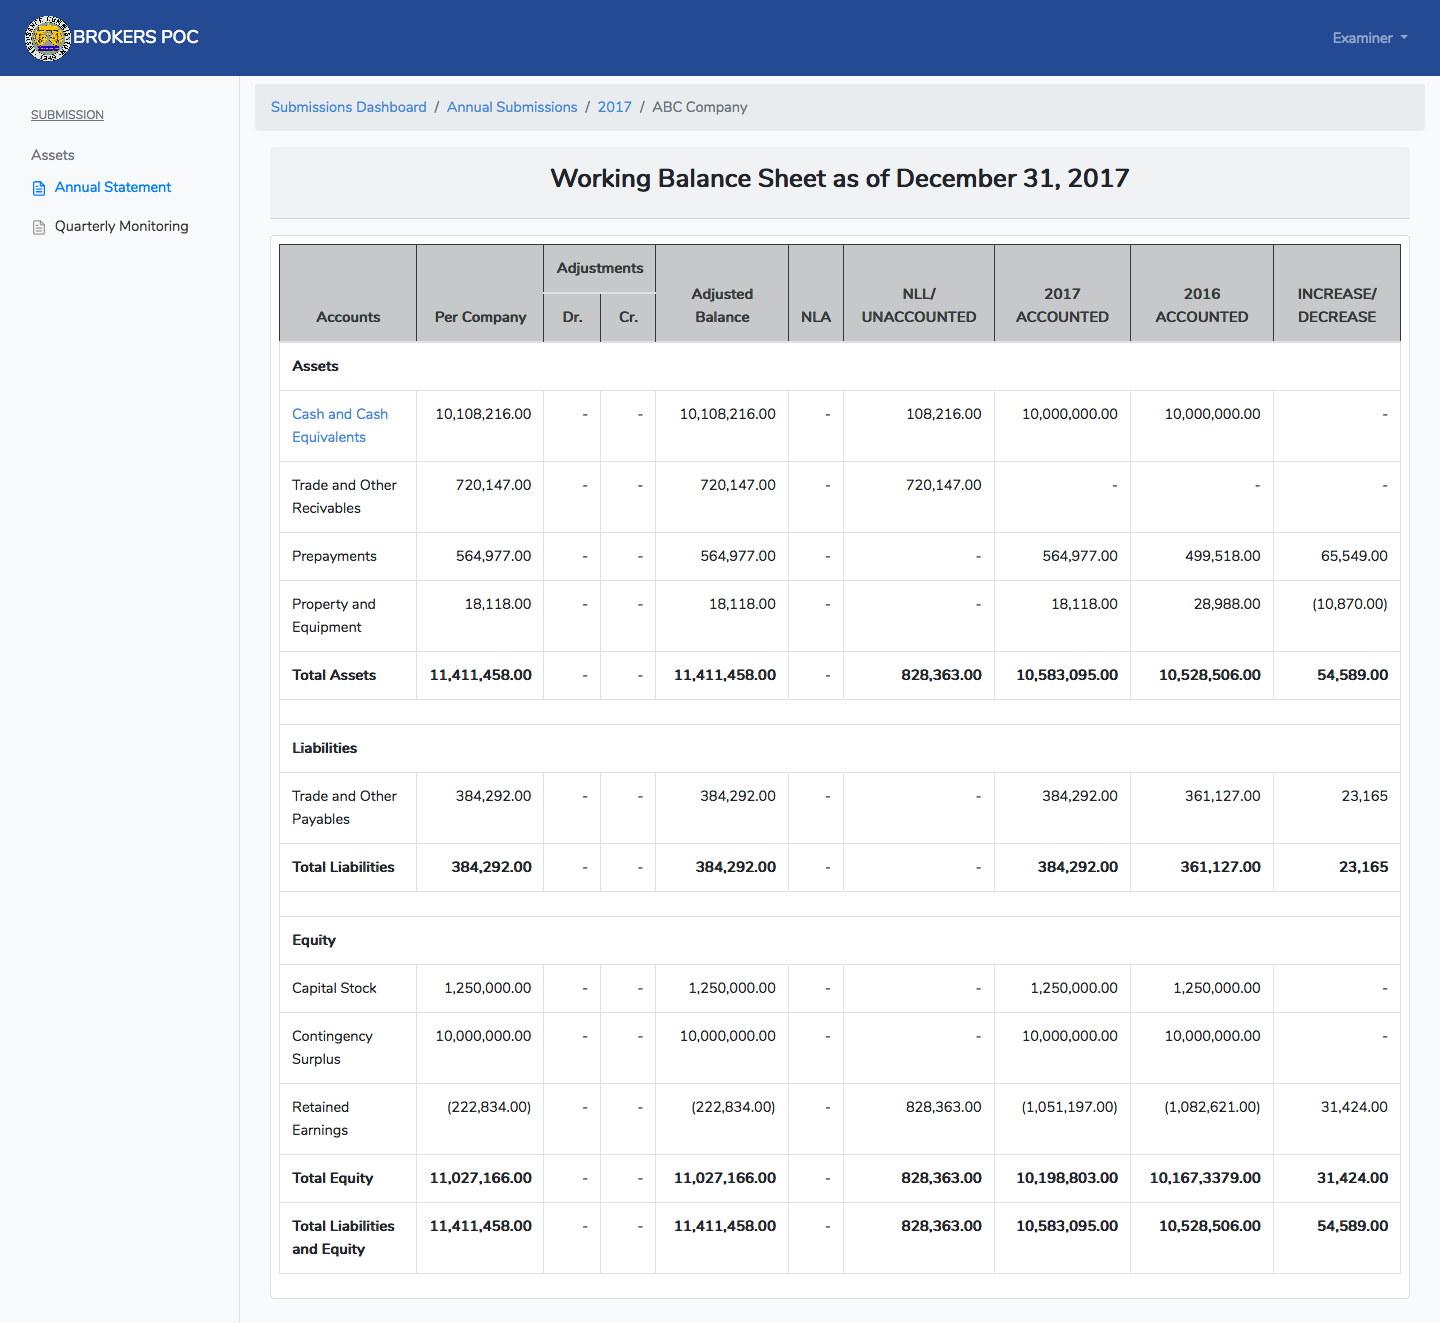 BROKERS POC
Examiner
SUBMISSION
Assets
Annual Statement
Quarterly Monitoring
Submissions Dashboard / Annual Submissions / 2017 / ABC Company
Working Balance Sheet as of December 31, 2017
Accounts Per Company Adjustments Dr. Cr. Adjusted Balance NLA NLL/ UNACCOUNTED 2017 ACCOUNTED 2016 ACCOUNTED INCREASE/ DECREASE
Assets
Cash and Cash Equivalents 10,108,216.00 - - 10,108,216.00 - 108,216.00 10,000,000.00 10,000,000.00 -
Trade and Other Recivables 720,147.00 - - 720,147.00 - 720,147.00 - - -
Prepayments 564,977.00 - - 564,977.00 - - 564,977.00 499,518.00 65,549.00
Property and Equipment 18,118.00 - - 18,118.00 - - 18,118.00 28,988.00 (10,870.00)
Total Assets 11,411,458.00 - - 11,411,458.00 - 828,363.00 10,583,095.00 10,528,506.00 54,589.00
Liabilities
Trade and Other Payables 384,292.00 - - 384,292.00 - - 384,292.00 361,127.00 23,165
Total Liabilities 384,292.00 - - 384,292.00 - - 384,292.00 361,127.00 23,165
Equity
Capital Stock 1,250,000.00 - - 1,250,000.00 - - 1,250,000.00 1,250,000.00 -
Contingency Surplus 10,000,000.00 - - 10,000,000.00 - - 10,000,000.00 10,000,000.00 -
Retained Earnings (222,834.00) - - (222,834.00) - 828,363.00 (1,051,197.00) (1,082,621.00) 31,424.00
Total Equity 11,027,166.00 - - 11,027,166.00 - 828,363.00 10,198,803.00 10,167,3379.00 31,424.00
Total Liabilities and Equity 11,411,458.00 - - 11,411,458.00 - 828,363.00 10,583,095.00 10,528,506.00 54,589.00